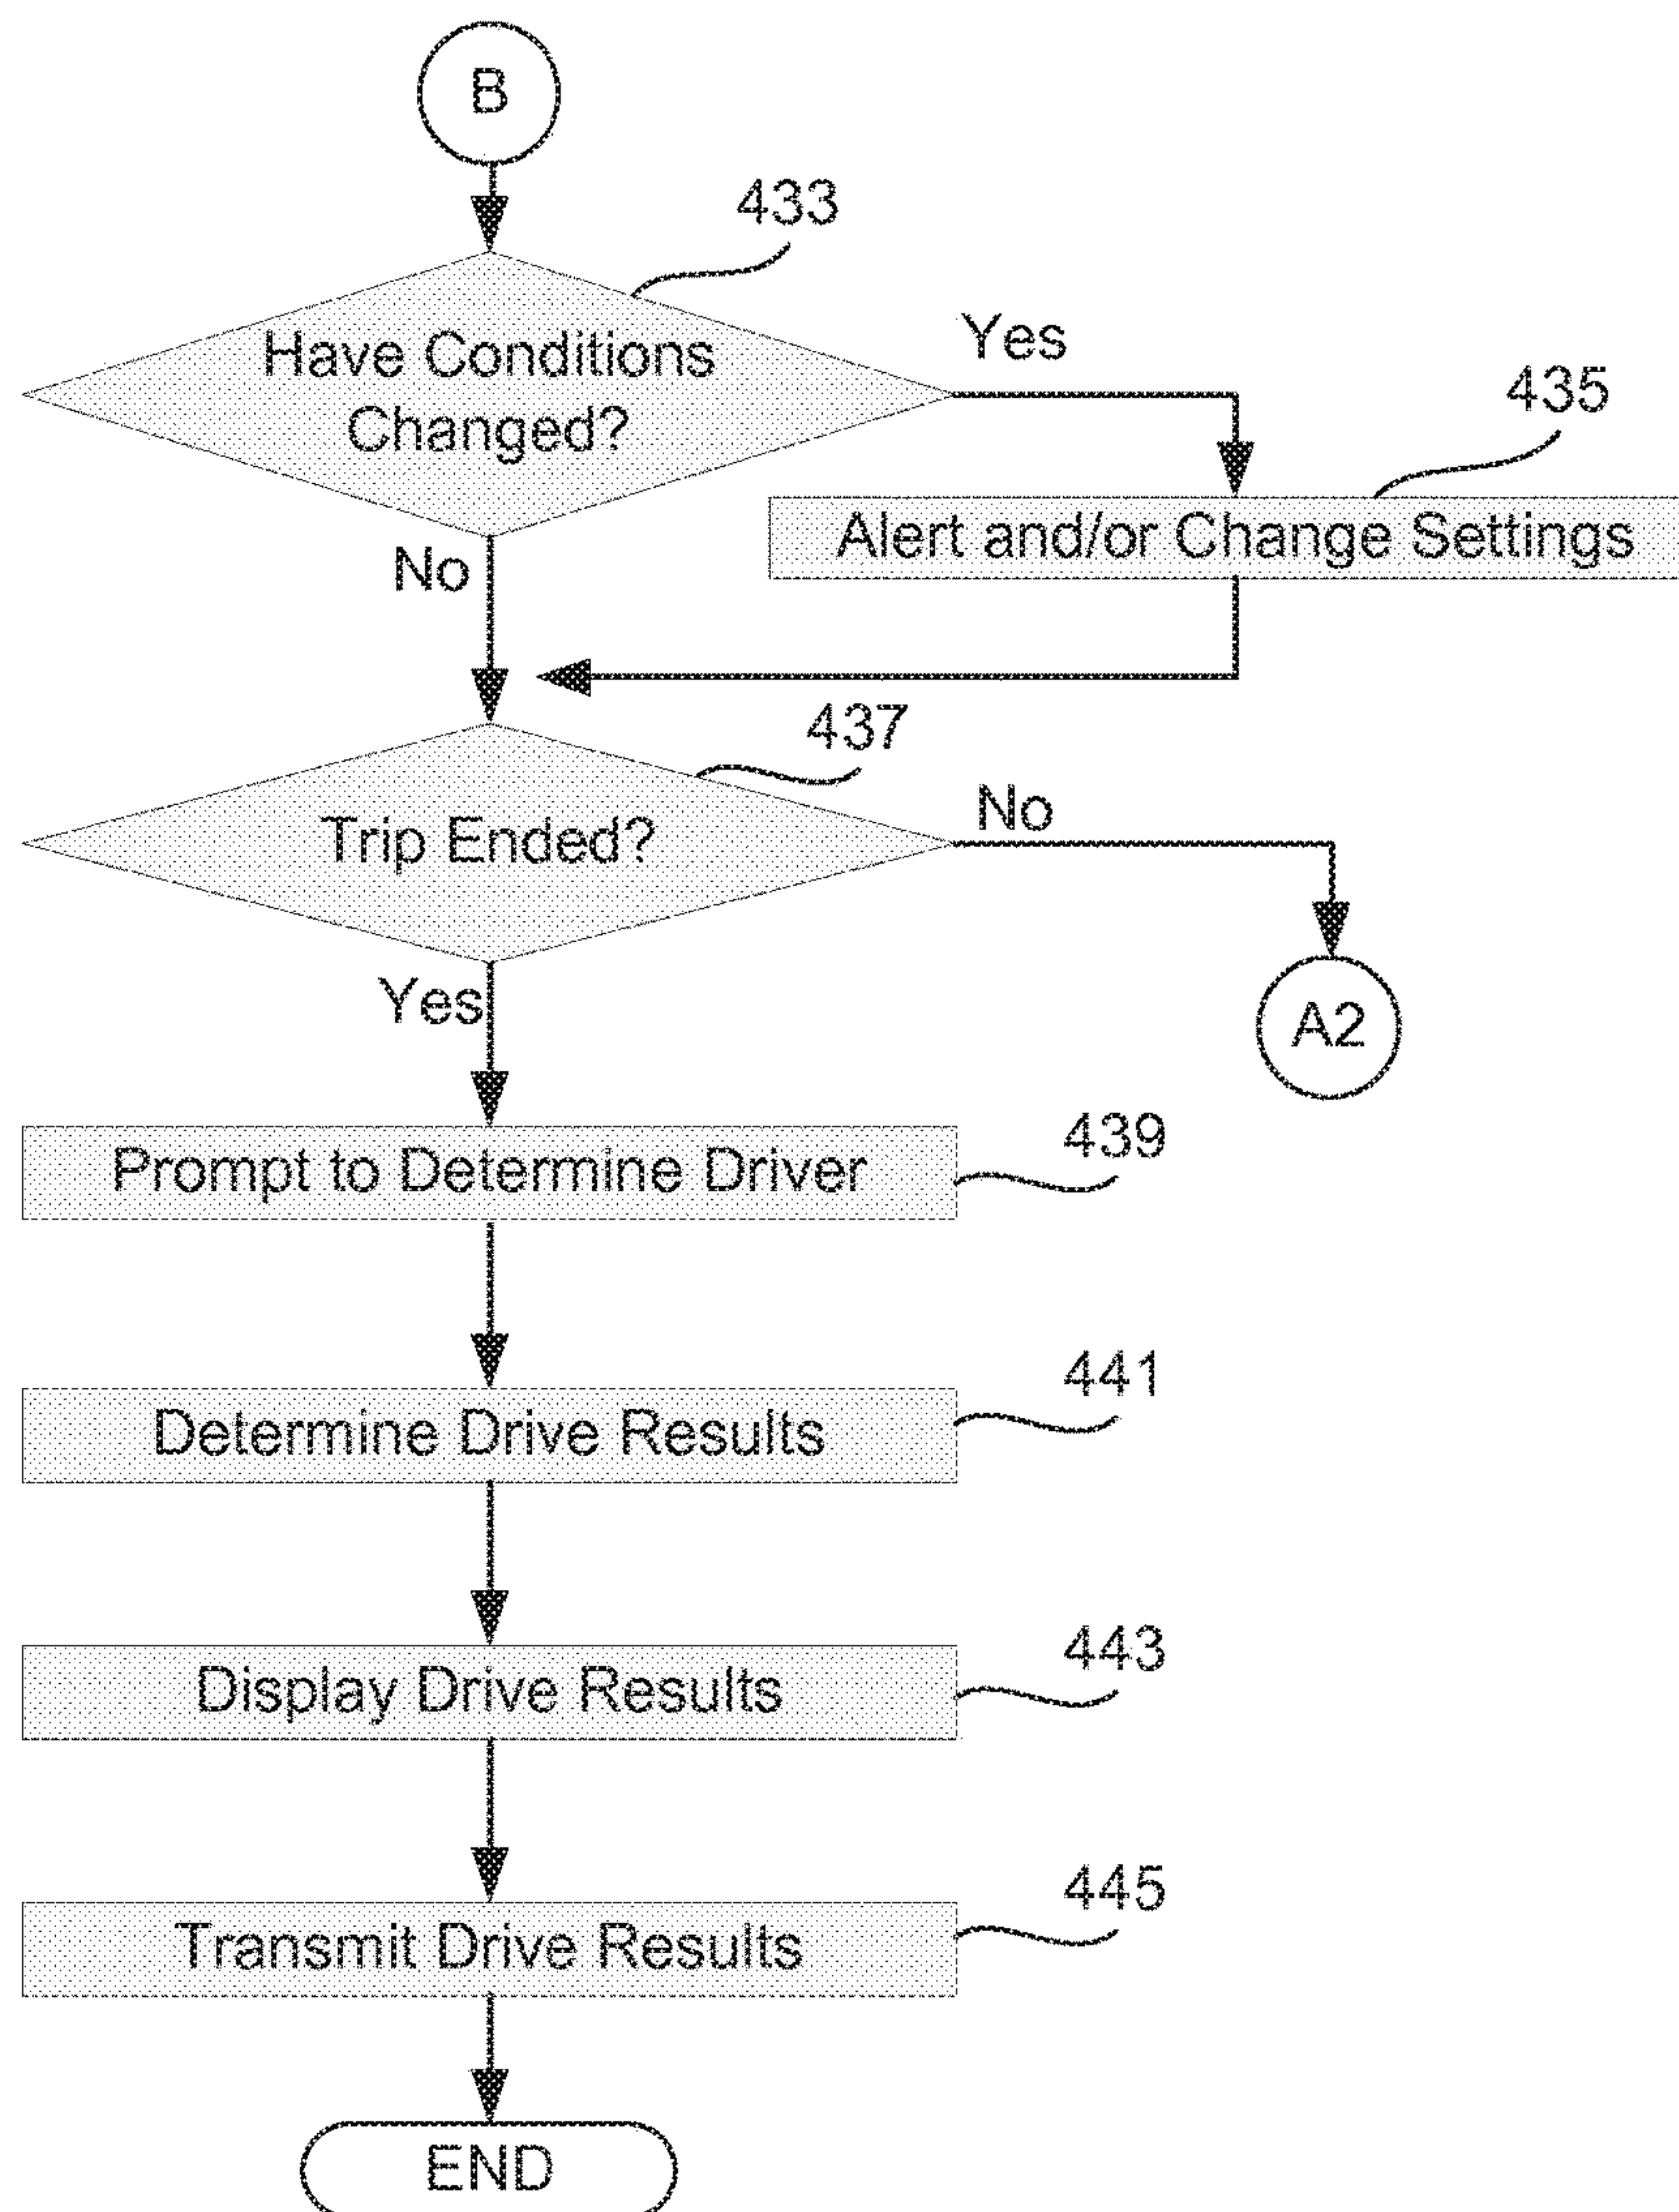 B
433
Have Conditions
Changed?
Yes
435
Alert and/or Change Settings
No
437
Trip Ended?
No
Yes
A2
439
Prompt to Determine Driver
441
Determine Drive Results
443
Display Drive Results
445
Transmit Drive Results
END